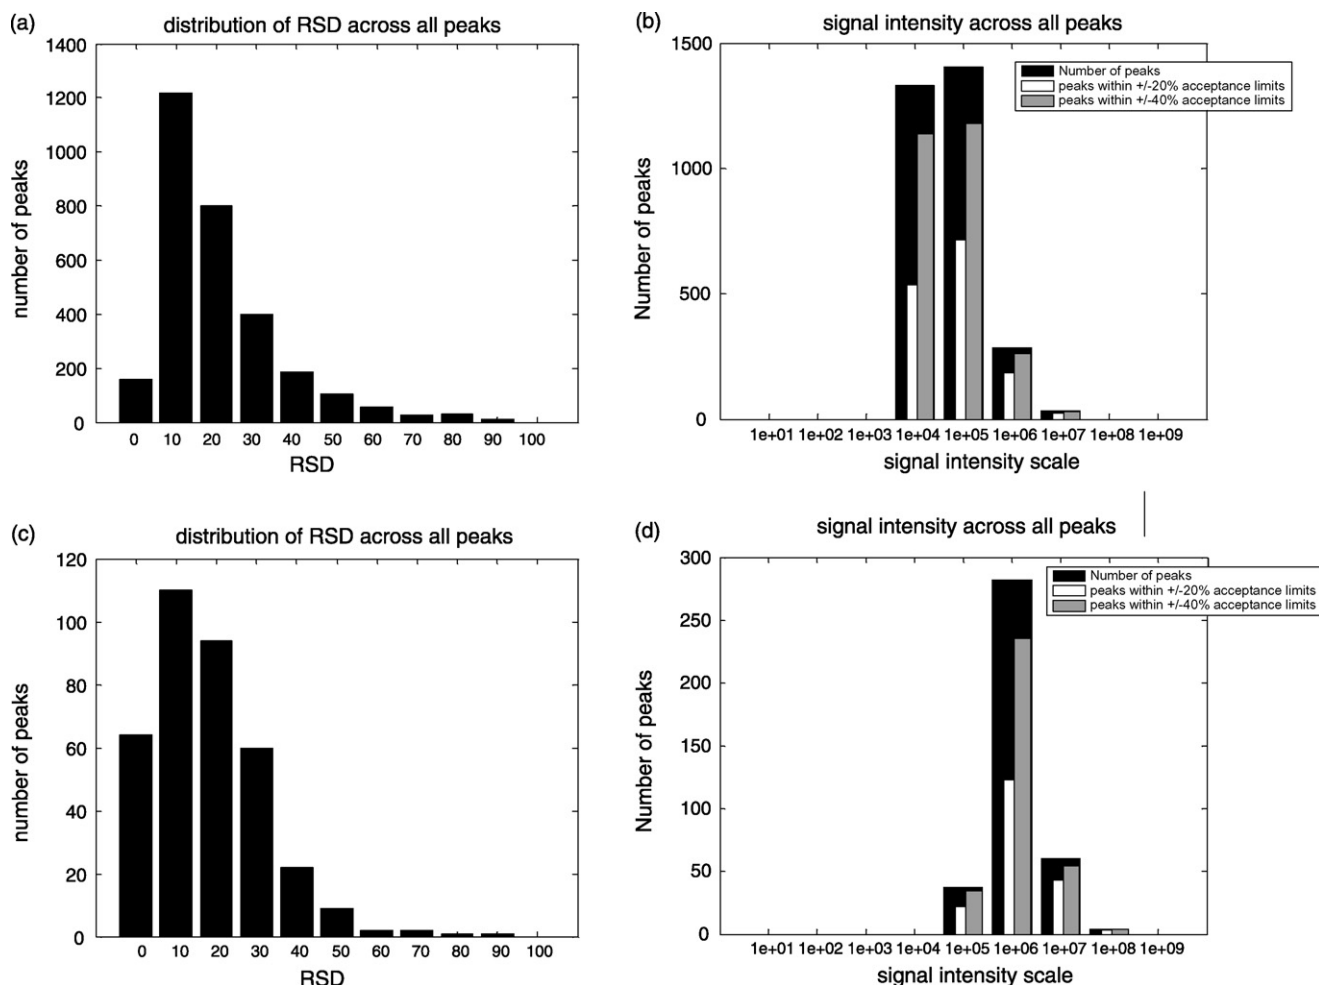 (a)
distribution of RSD across all peaks
1400
1200
1000
800
600
400
200
0
number of peaks
0 10 20 30 40 50 60 70 80 90 100
RSD
(b)
signal intensity across all peaks
1500
1000
500
0
Number of peaks
Number of peaks
peaks within +/-20% acceptance limits
peaks within +/-40% acceptance limits
1e+01 1e+02 1e+03 1e+04 1e+05 1e+06 1e+07 1e+08 1e+09
signal intensity scale
(c)
distribution of RSD across all peaks
120
100
80
60
40
20
0
number of peaks
0 10 20 30 40 50 60 70 80 90 100
RSD
(d)
signal intensity across all peaks
300
250
200
150
100
50
0
Number of peaks
Number of peaks
peaks within +/-20% acceptance limits
peaks within +/-40% acceptance limits
1e+01 1e+02 1e+03 1e+04 1e+05 1e+06 1e+07 1e+08 1e+09
signal intensity scale